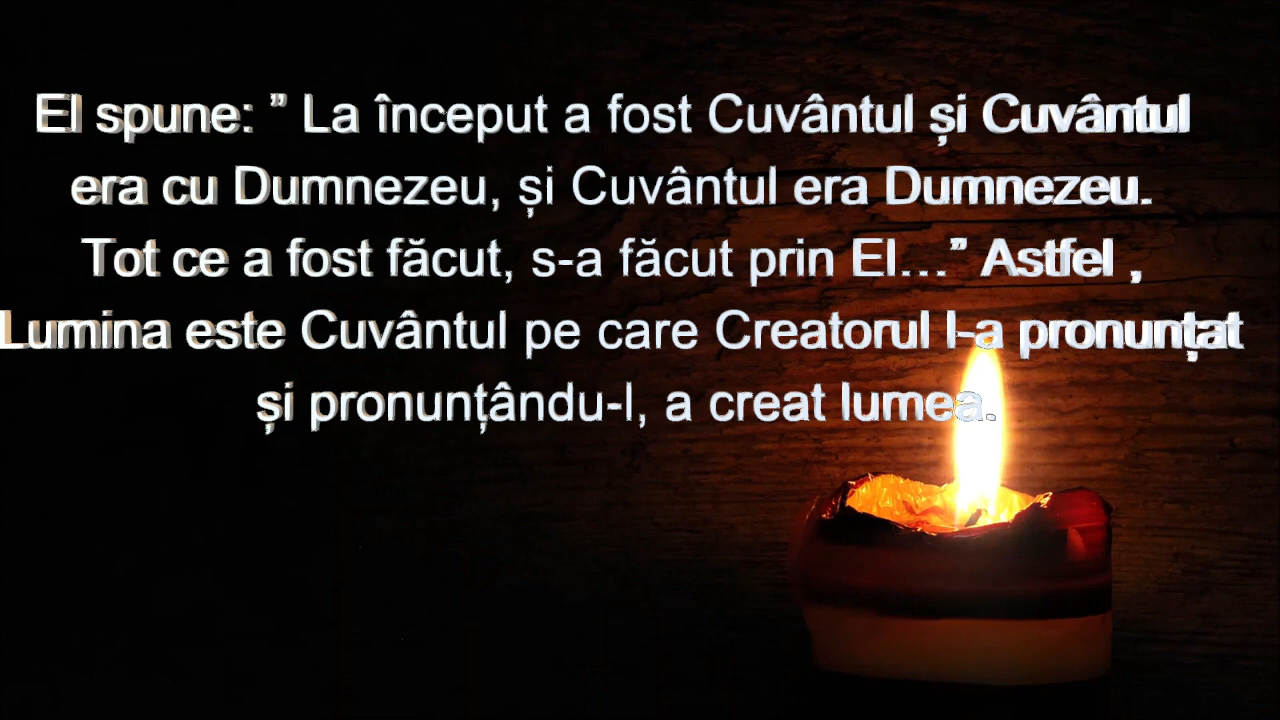 El spune: ” La început a fost Cuvântul și Cuvântul
era cu Dumnezeu, și Cuvântul era Dumnezeu.
Tot ce a fost făcut, s-a făcut prin El...” Astfel ,
Lumina este Cuvântul pe care Creatorul l-a pronunțat
și pronunțându-l, a creat lumea.